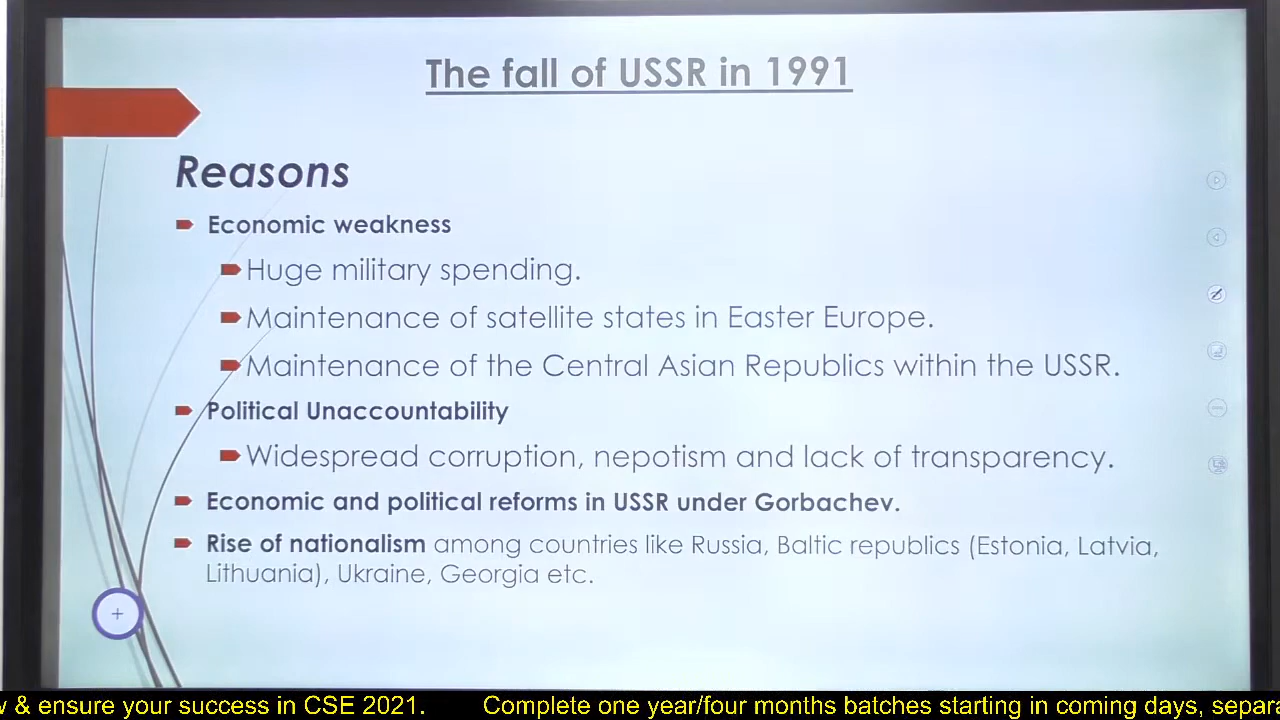 The fall of USSR in 1991
Reasons
Economic weakness
Huge military spending.
Maintenance of satellite states in Easter Europe.
Maintenance of the Central Asian Republics within the USSR.
Political Unaccountability
Widespread corruption, nepotism and lack of transparency.
Economic and political reforms in USSR under Gorbachev.
Rise of nationalism among countries like Russia, Baltic republics (Estonia, Latvia,
Lithuania), Ukraine, Georgia etc.
& ensure your success in CSE 2021. Complete one year/four months batches starting in coming days,